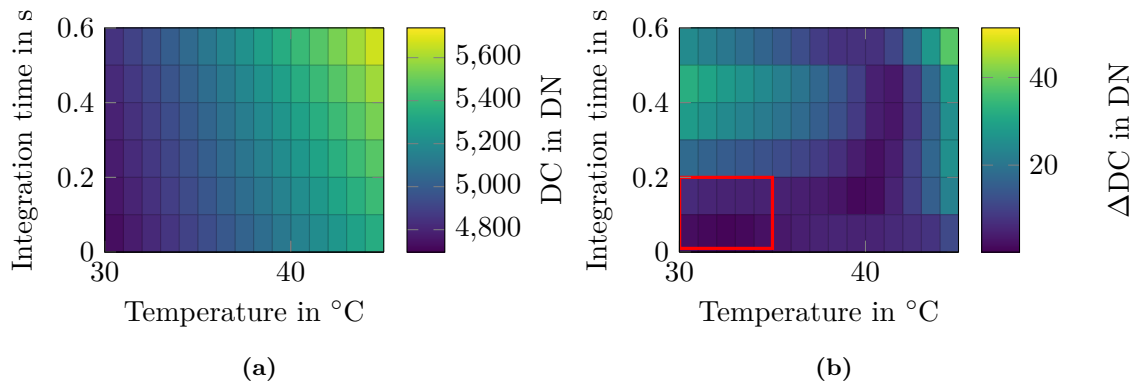 Integration time in s
0.6
0.4
0.2
0
30
40
Temperature in °C
5,600
5,400
5,200
5,000
4,800
DC in DN
(a)
Integration time in s
0.6
0.4
0.2
0
30
40
Temperature in °C
40
20
ΔDC in DN
(b)